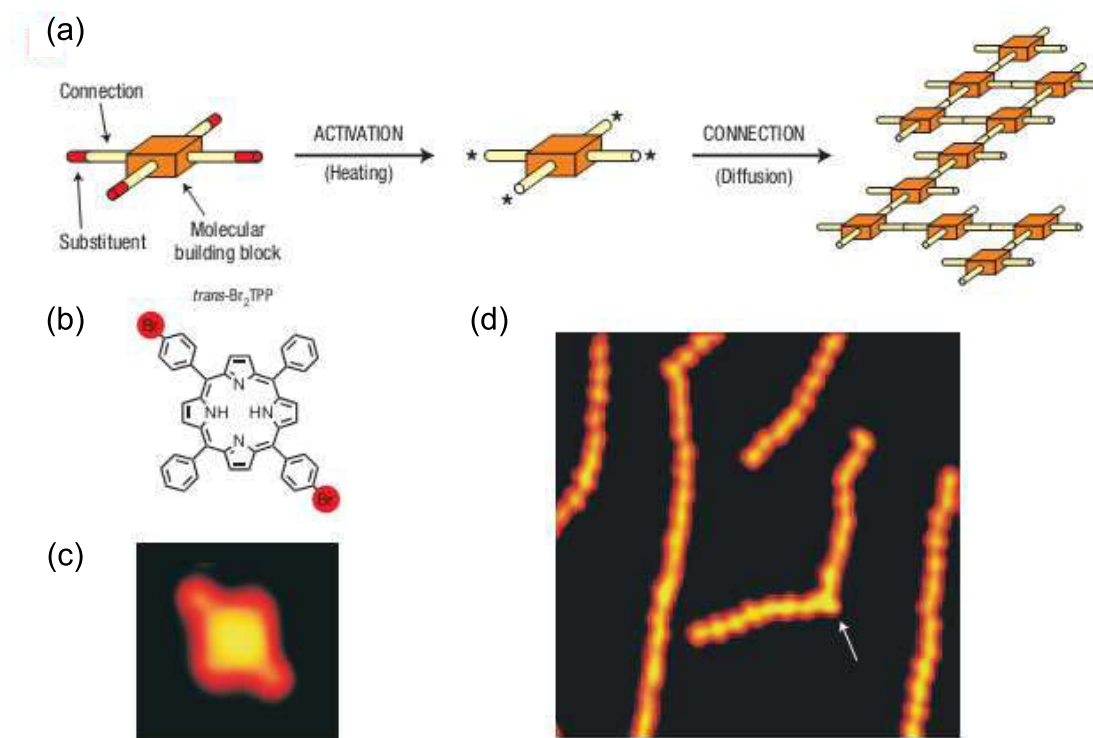 (a)
Connection
Substituent
Molecular
building block
ACTIVATION
(Heating)
*
*
*
*
CONNECTION
(Diffusion)
(b)
trans-Br2TPP
Br
N
NH
HN
N
Br
(c)
(d)